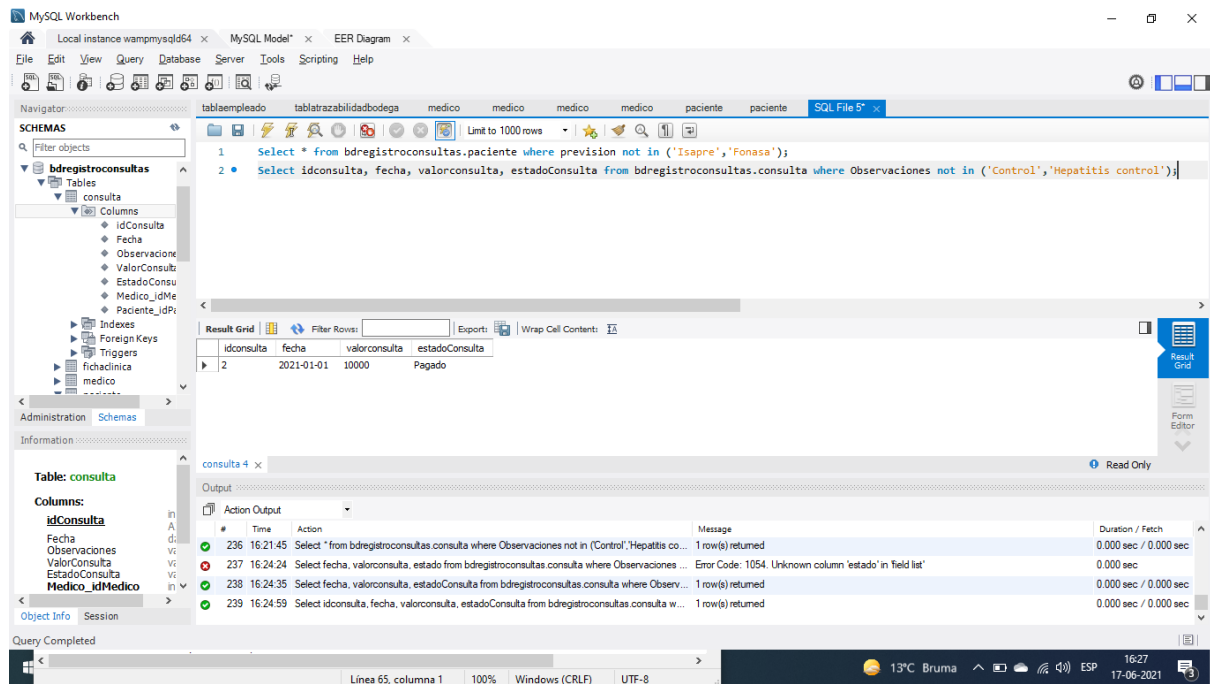 MySQL Workbench
Local instance wampmysqld64 × MySQL Model* × EER Diagram ×
File Edit View Query Database Server Tools Scripting Help
Navigator
tablaempleado tablatrazabilidadbodega medico medico medico medico paciente paciente SQL File 5* ×
SCHEMAS
Filter objects
Limit to 1000 rows
1 Select * from bdregistroconsultas.paciente where prevision not in ('Isapre','Fonasa');
2 Select idconsulta, fecha, valorconsulta, estadoConsulta from bdregistroconsultas.consulta where Observaciones not in ('Control','Hepatitis control');
bdregistroconsultas
Tables
consulta
Columns
idConsulta
Fecha
Observacione
ValorConsulta
EstadoConsu
Medico_idMe
Paciente_idPa
Indexes
Foreign Keys
Triggers
fichaclinica
medico
Administration Schemas
Result Grid Filter Rows: Export: Wrap Cell Content:
idconsulta fecha valorconsulta estadoConsulta
2 2021-01-01 10000 Pagado
Result Grid
Form Editor
consulta 4 × Read Only
Information
Table: consulta
Columns:
idConsulta in
A
Fecha da
Observaciones va
ValorConsulta va
EstadoConsulta va
Medico_idMedico in
Object Info Session
Output
Action Output
# Time Action Message Duration / Fetch
236 16:21:45 Select * from bdregistroconsultas.consulta where Observaciones not in ('Control','Hepatitis co... 1 row(s) returned 0.000 sec / 0.000 sec
237 16:24:24 Select fecha, valorconsulta, estado from bdregistroconsultas.consulta where Observaciones ... Error Code: 1054. Unknown column 'estado' in 'field list' 0.000 sec
238 16:24:35 Select fecha, valorconsulta, estadoConsulta from bdregistroconsultas.consulta where Observ... 1 row(s) returned 0.000 sec / 0.000 sec
239 16:24:59 Select idconsulta, fecha, valorconsulta, estadoConsulta from bdregistroconsultas.consulta w... 1 row(s) returned 0.000 sec / 0.000 sec
Query Completed
Línea 65, columna 1 100% Windows (CRLF) UTF-8
13°C Bruma ESP 16:27
17-06-2021
3